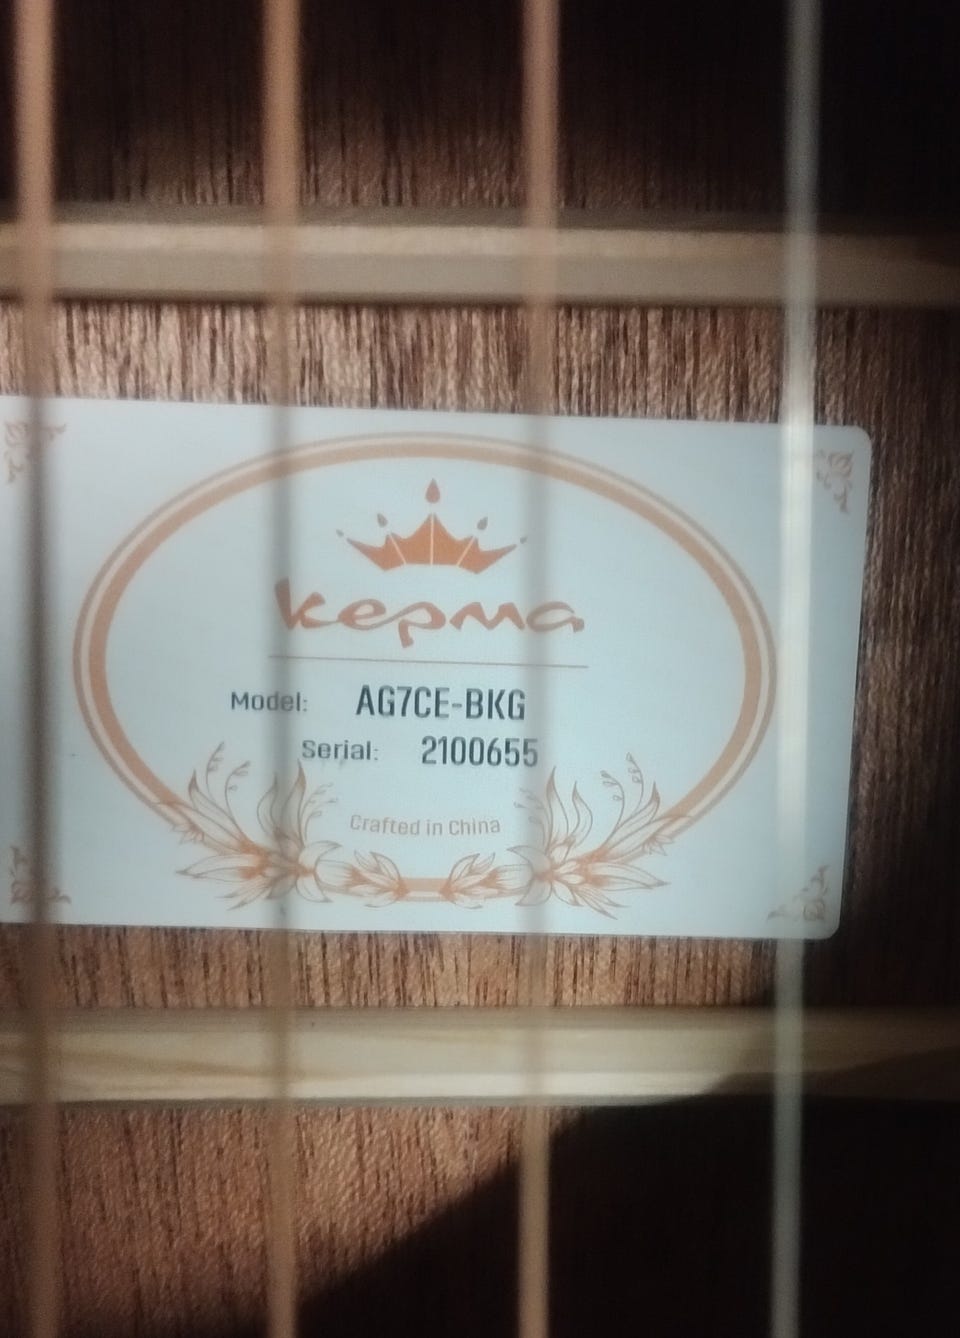 kepma
Model: AG7CE-BKG
Serial: 2100655
Crafted in China